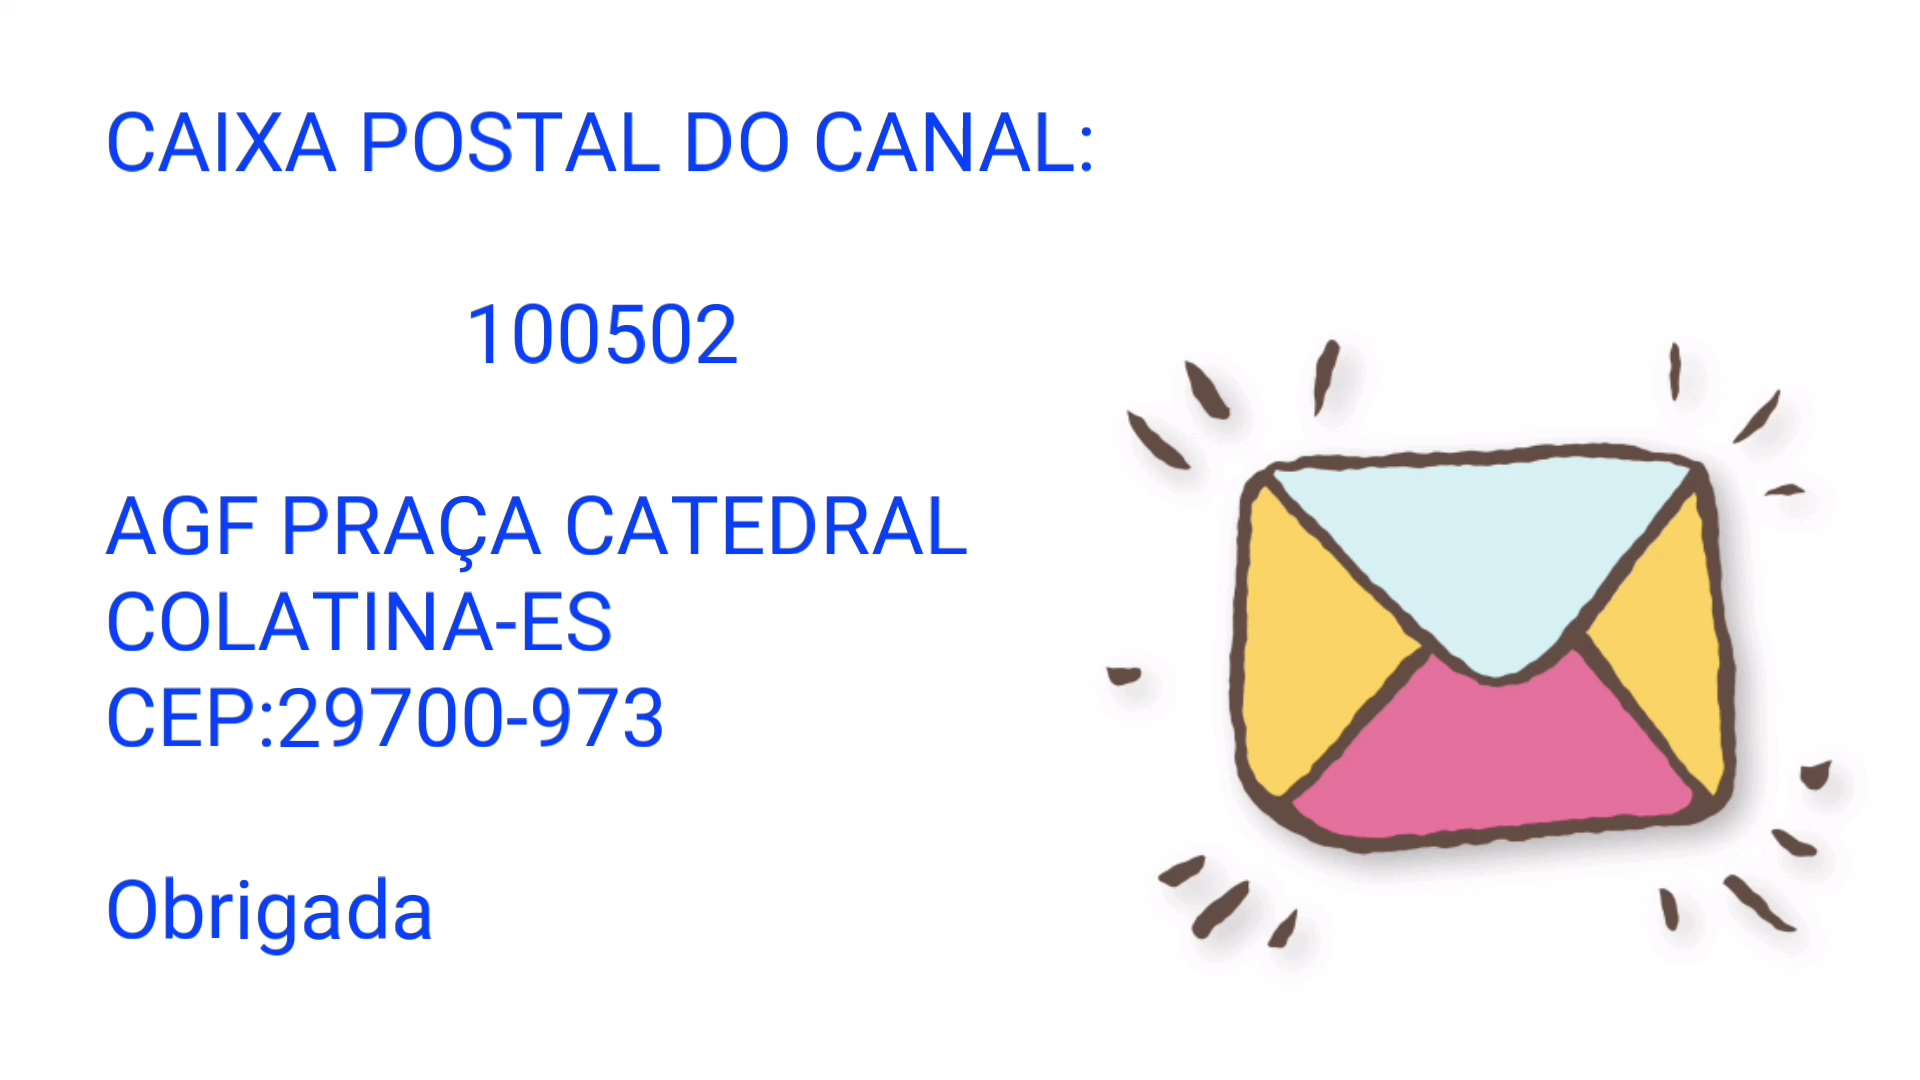 CAIXA POSTAL DO CANAL:
100502
AGF PRAÇA CATEDRAL
COLATINA-ES
CEP:29700-973
Obrigada